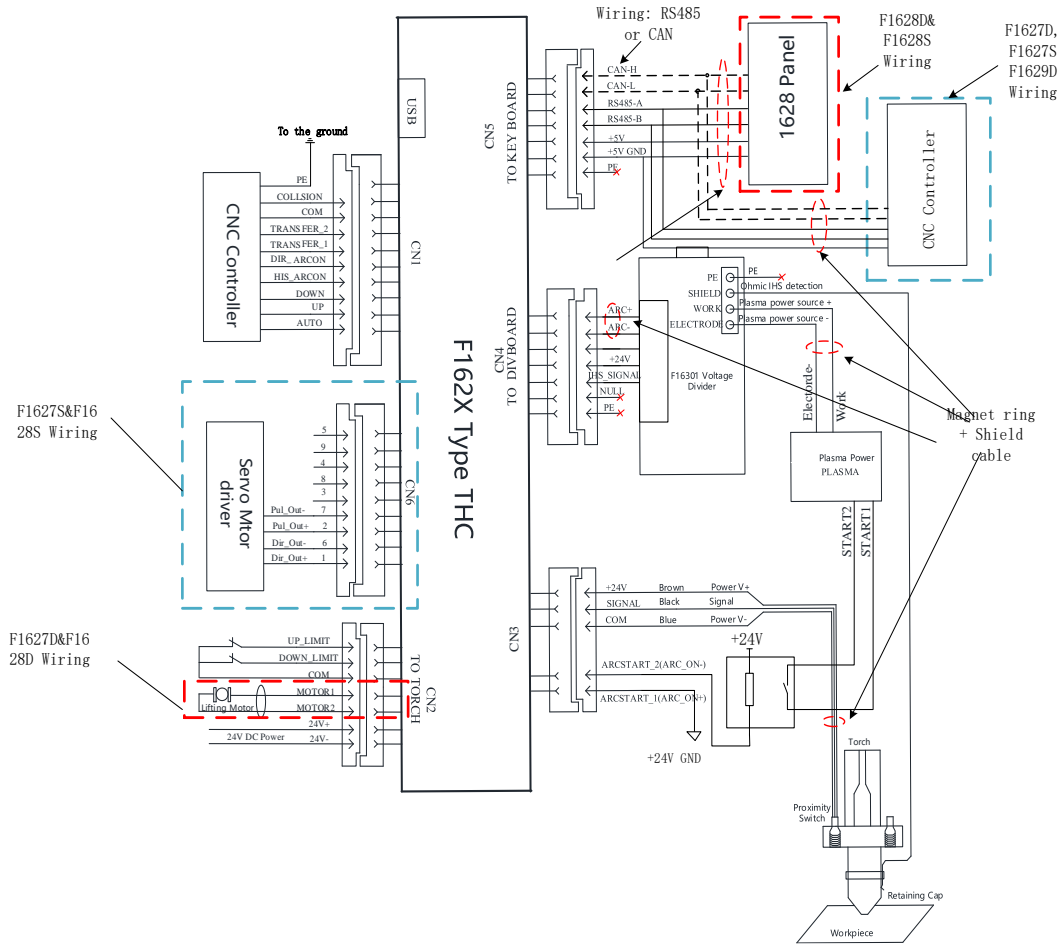 Wiring: RS485
or CAN
F1628D&
F1628S
Wiring
F1627D,
F1627S
F1629D
Wiring
USB
CN5
TO KEY BOARD
CAN-H
CAN-L
RS485-A
RS485-B
+5V
+5V GND
PE
1628 Panel
CNC Controller
To the ground
CNC Controller
PE
COLLSION
COM
TRANSFER_2
TRANSFER_1
DIR_ ARCON
HIS_ARCON
DOWN
UP
AUTO
CN1
F162X Type THC
CN4
TO DIVBOARD
ARC+
ARC-
+24V
IHS_SIGNAL
NULL
PE
F16301 Voltage
Divider
PE
SHIELD
WORK
ELECTRODE
PE
Ohmic IHS detection
Plasma power source +
Plasma power source -
Electorde-
Work
Magnet ring
+ Shield
cable
Plasma Power
PLASMA
START2
START1
F1627S&F16
28S Wiring
Servo Mtor
driver
5
9
4
8
3
Pul_Out- 7
Pul_Out+ 2
Dir_Out- 6
Dir_Out+ 1
CN6
F1627D&F16
28D Wiring
UP_LIMIT
DOWN_LIMIT
COM
MOTOR1
Lifting Motor
MOTOR2
24V+
24V DC Power 24V-
TO TORCH
CN2
CN3
+24V Brown Power V+
SIGNAL Black Signal
COM Blue Power V-
+24V
ARCSTART_2(ARC_ON-)
ARCSTART_1(ARC_ON+)
+24V GND
Torch
Proximity
Switch
Retaining Cap
Workpiece